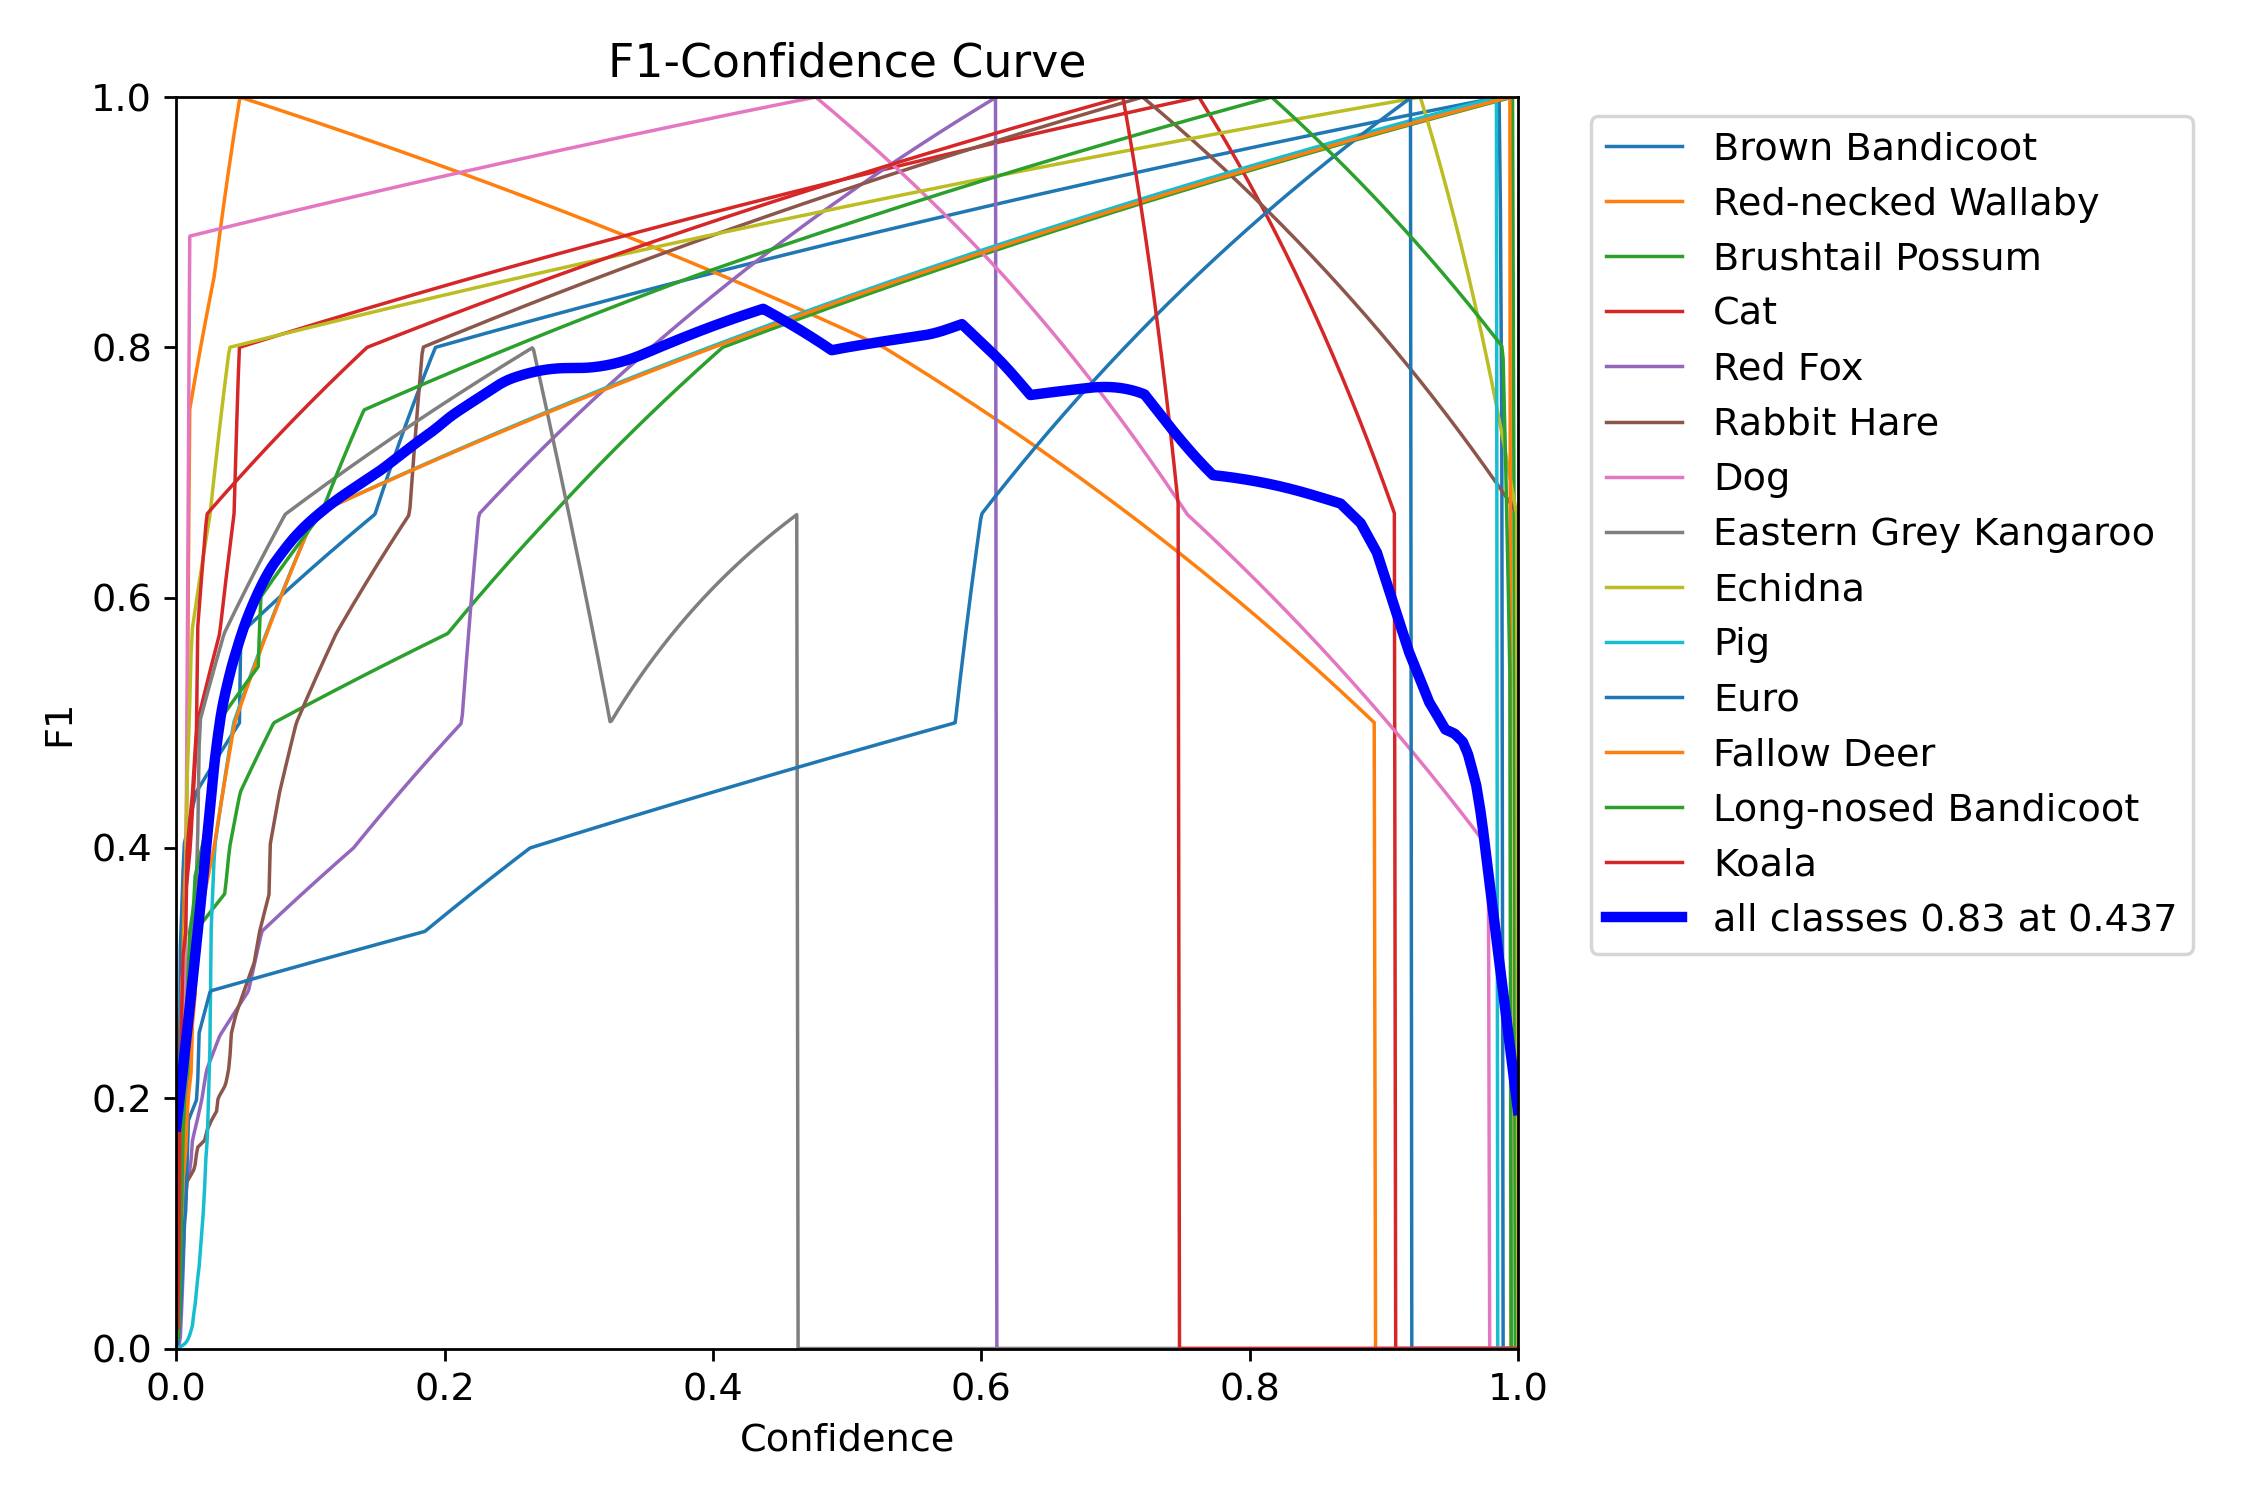 F1-Confidence Curve
1.0
0.8
0.6
0.4
0.2
0.0
F1
0.0 0.2 0.4 0.6 0.8 1.0
Confidence
Brown Bandicoot
Red-necked Wallaby
Brushtail Possum
Cat
Red Fox
Rabbit Hare
Dog
Eastern Grey Kangaroo
Echidna
Pig
Euro
Fallow Deer
Long-nosed Bandicoot
Koala
all classes 0.83 at 0.437